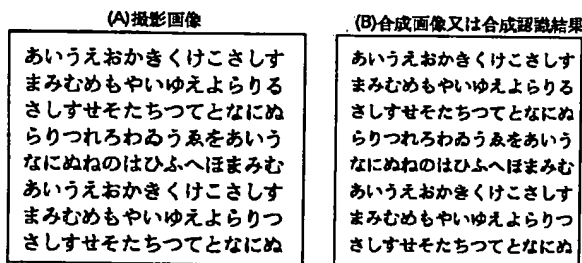 (A)撮影画像
あいうえおかきくけこさしす
まみむめもやいゆえよらりる
さしすせそたちつてとなにぬ
らりつれろわゐうゑをあいう
なにぬねのはひふへほまみむ
あいうえおかきくけこさしす
まみむめもやいゆえよらりつ
さしすせそたちつてとなにぬ
(B)合成画像又は合成認識結果
あいうえおかきくけこさしす
まみむめもやいゆえよらりる
さしすせそたちつてとなにぬ
らりつれろわゐうゑをあいう
なにぬねのはひふへほまみむ
あいうえおかきくけこさしす
まみむめもやいゆえよらりつ
さしすせそたちつてとなにぬ